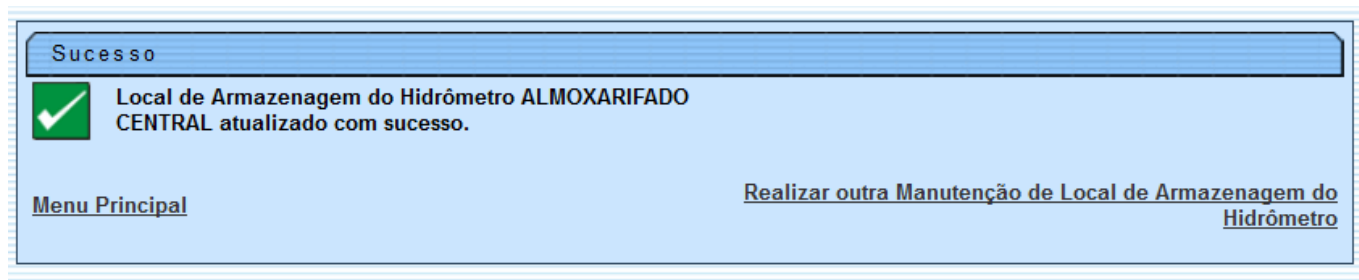 Sucesso
Local de Armazenagem do Hidrômetro ALMOXARIFADO
CENTRAL atualizado com sucesso.
Menu Principal
Realizar outra Manutenção de Local de Armazenagem do
Hidrômetro